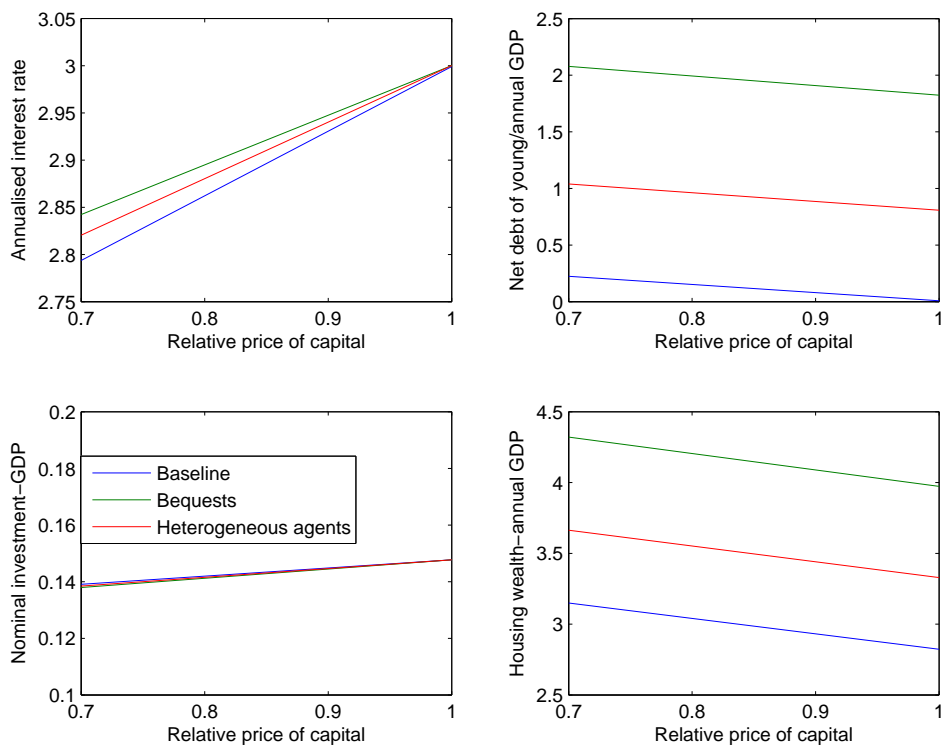 3.05
3
2.95
2.9
2.85
2.8
2.75
0.7 0.8 0.9 1
Annualised interest rate
Relative price of capital
2.5
2
1.5
1
0.5
0
0.7 0.8 0.9 1
Net debt of young/annual GDP
Relative price of capital
0.2
0.18
0.16
0.14
0.12
0.1
0.7 0.8 0.9 1
Nominal investment−GDP
Relative price of capital
Baseline
Bequests
Heterogeneous agents
4.5
4
3.5
3
2.5
0.7 0.8 0.9 1
Housing wealth−annual GDP
Relative price of capital